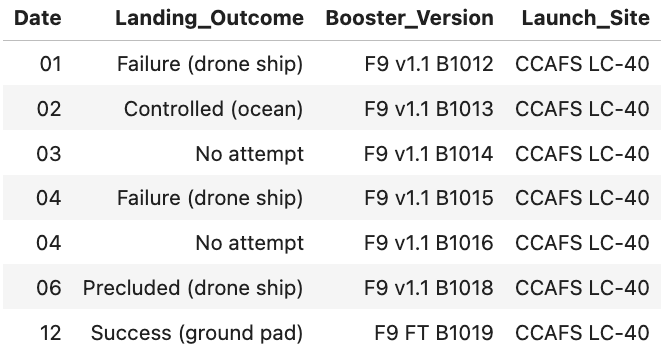 Date Landing_Outcome Booster_Version Launch_Site
01 Failure (drone ship) F9 v1.1 B1012 CCAFS LC-40
02 Controlled (ocean) F9 v1.1 B1013 CCAFS LC-40
03 No attempt F9 v1.1 B1014 CCAFS LC-40
04 Failure (drone ship) F9 v1.1 B1015 CCAFS LC-40
04 No attempt F9 v1.1 B1016 CCAFS LC-40
06 Precluded (drone ship) F9 v1.1 B1018 CCAFS LC-40
12 Success (ground pad) F9 FT B1019 CCAFS LC-40